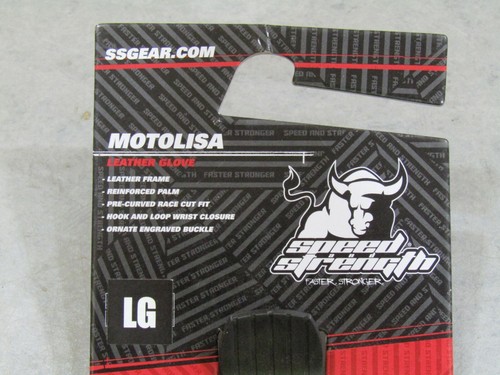 SSGEAR.COM
MOTOLISA
LEATHER GLOVE
- LEATHER FRAME
- REINFORCED PALM
- PRE-CURVED RACE CUT FIT
- HOOK AND LOOP WRIST CLOSURE
- ORNATE ENGRAVED BUCKLE
speed
AND
strength
FASTER, STRONGER
LG